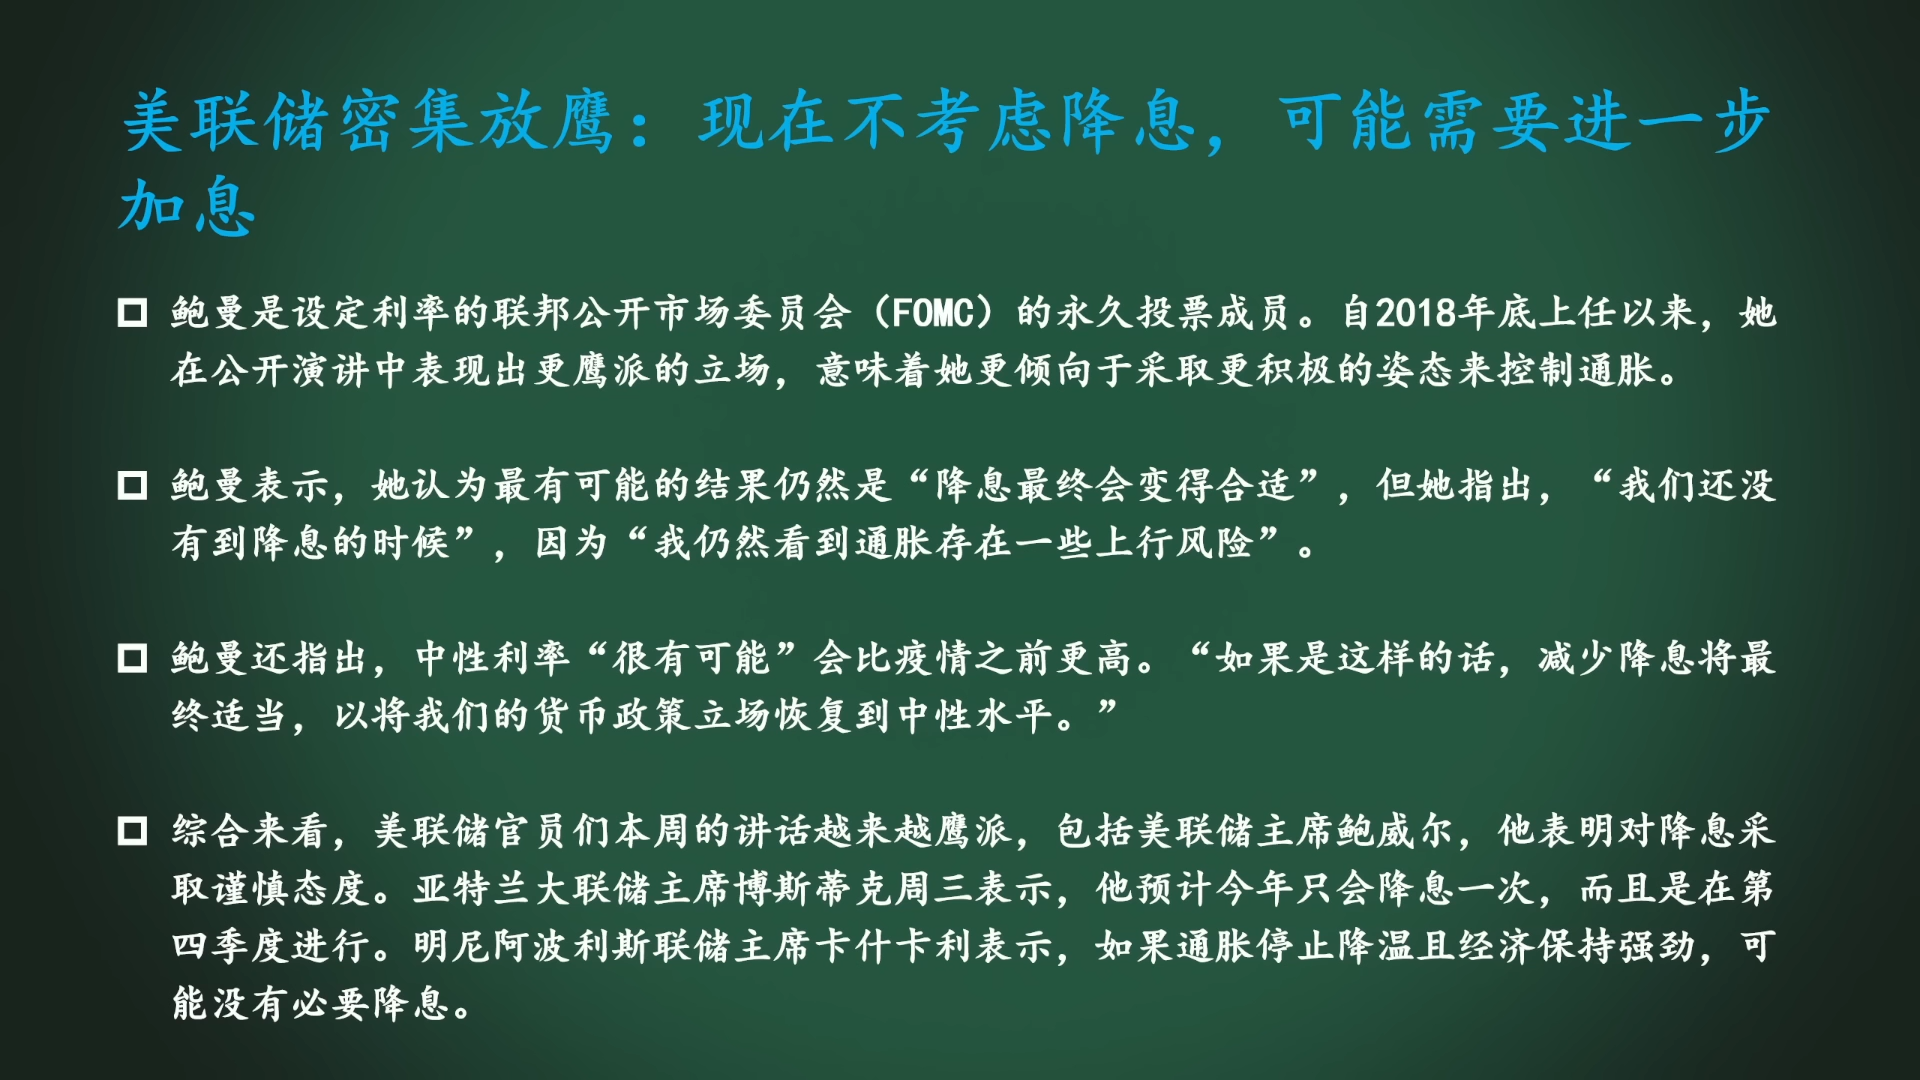 美联储密集放鹰：现在不考虑降息，可能需要进一步
加息
鲍曼是设定利率的联邦公开市场委员会（FOMC）的永久投票成员。自2018年底上任以来，她
在公开演讲中表现出更鹰派的立场，意味着她更倾向于采取更积极的姿态来控制通胀。
鲍曼表示，她认为最有可能的结果仍然是“降息最终会变得合适”，但她指出，“我们还没
有到降息的时候”，因为“我仍然看到通胀存在一些上行风险”。
鲍曼还指出，中性利率“很有可能”会比疫情之前更高。“如果是这样的话，减少降息将最
终适当，以将我们的货币政策立场恢复到中性水平。”
综合来看，美联储官员们本周的讲话越来越鹰派，包括美联储主席鲍威尔，他表明对降息采
取谨慎态度。亚特兰大联储主席博斯蒂克周三表示，他预计今年只会降息一次，而且是在第
四季度进行。明尼阿波利斯联储主席卡什卡利表示，如果通胀停止降温且经济保持强劲，可
能没有必要降息。